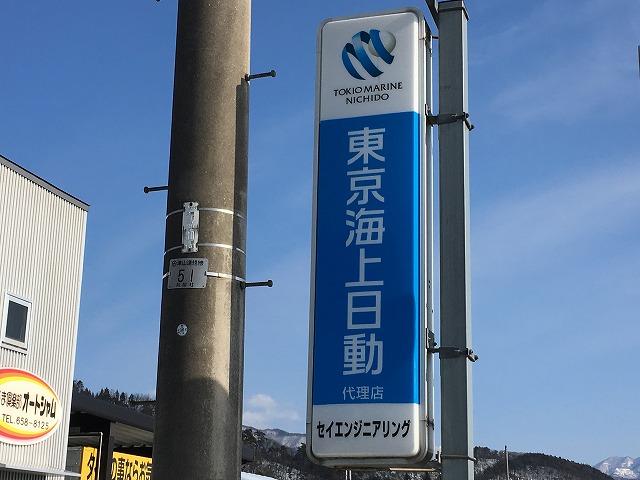 TOKIO MARINE
NICHIDO
東京海上日動
代理店
セイエンジニアリング
51
オートジャム
TEL.658-8125